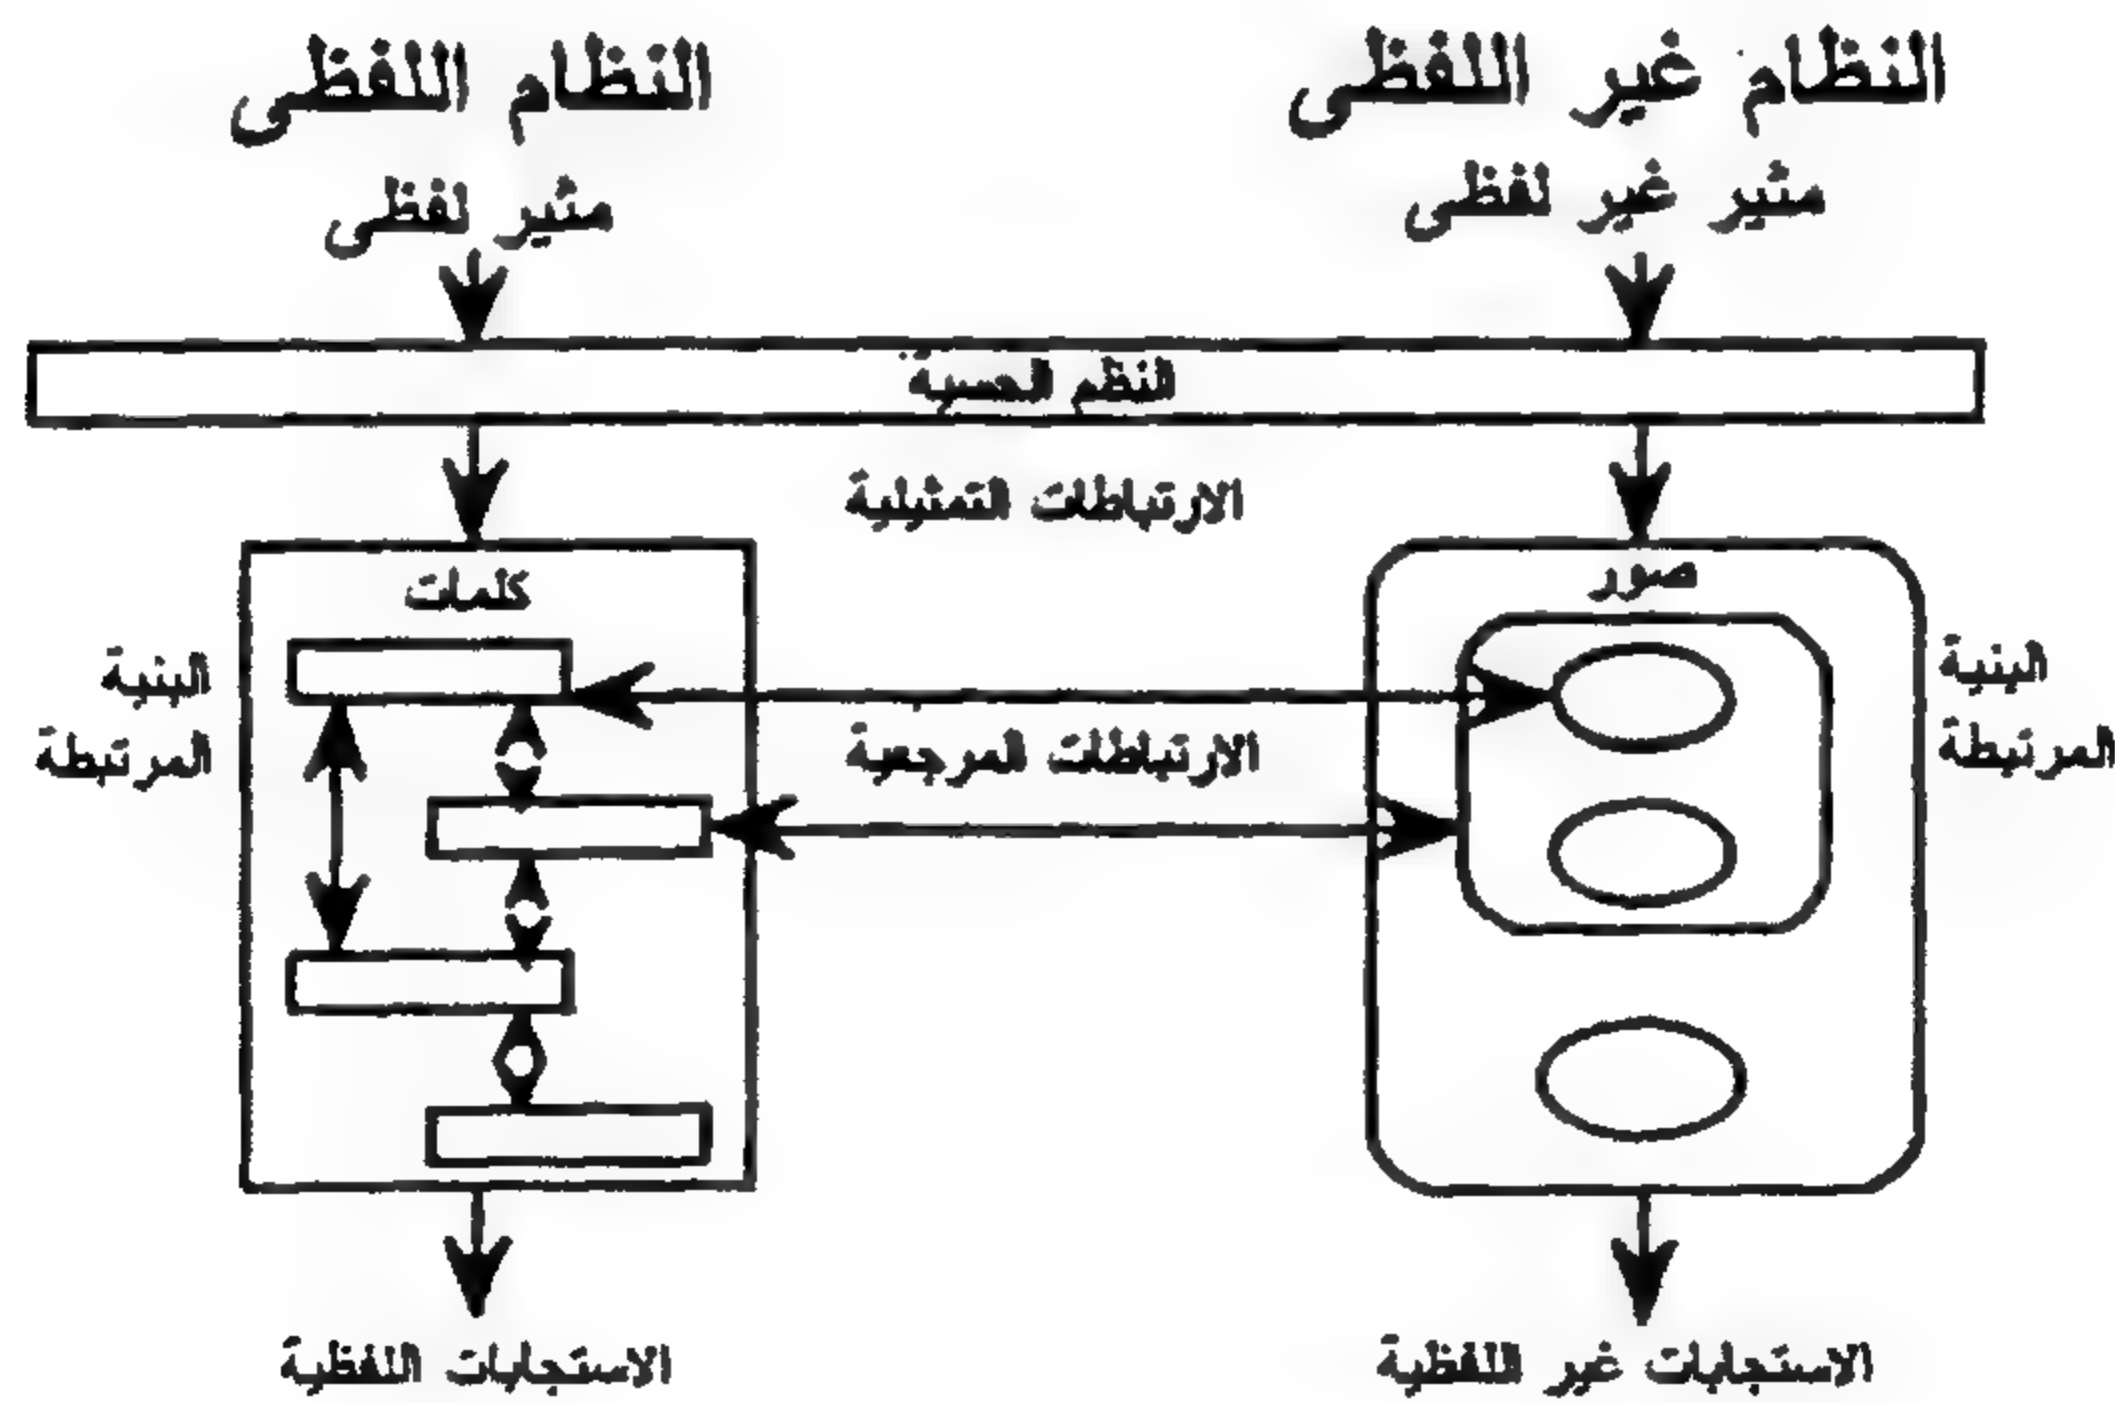 النظام غير اللفظى
النظام اللفظى
مثير غير لفظى
مثير لفظى
النظم الحسية
الارتباطات التمثيلية
صور
كلمات
البنية
المرتبطة
البنية
المرتبطة
الارتباطات المرجعية
الاستجابات غير اللفظية
الاستجابات اللفظية